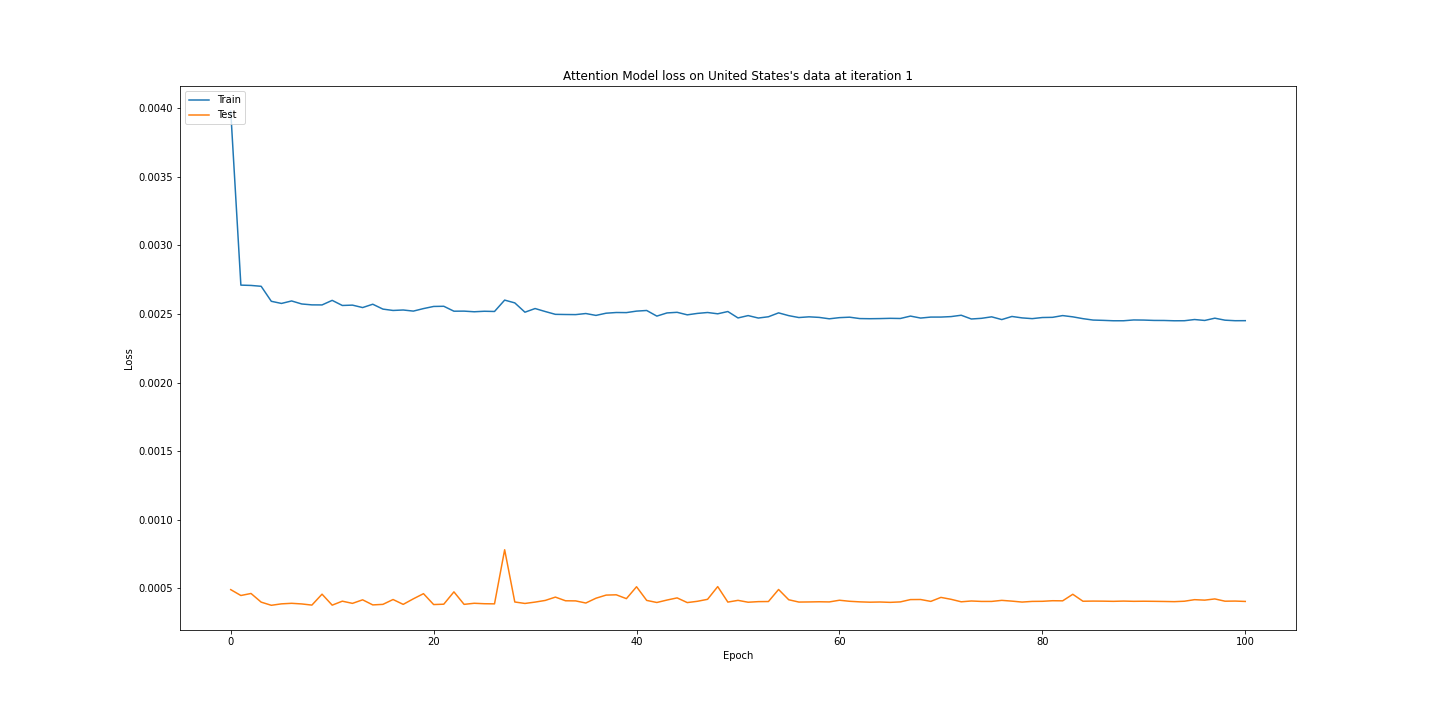 Attention Model loss on United States's data at iteration 1
Train
Test
0.0040
0.0035
0.0030
0.0025
0.0020
0.0015
0.0010
0.0005
Loss
0 20 40 60 80 100
Epoch